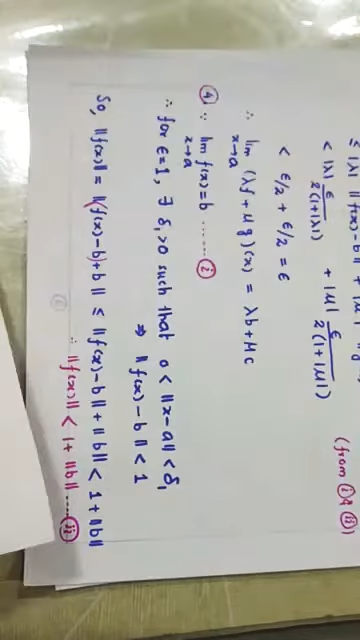 ≤ |λ| ||f(x)-b|| + |μ|
< |λ| ε/2(1+|λ|) + |μ| ε/2(1+|μ|) (from ⓘ & ⓘⓘⓘ)
< ε/2 + ε/2 = ε
∴ lim x→a (λf + μg)(x) = λb + μc
④ ∵ lim x→a f(x) = b ...... ⓘ
∴ for ε=1, ∃ δ₁>0 such that 0 < ||x-a|| < δ₁
⇒ ||f(x)-b|| < 1
So, ||f(x)|| = ||(f(x)-b)+b|| ≤ ||f(x)-b|| + ||b|| < 1+||b||
∴ ||f(x)|| < 1+||b|| ..... ⓘⓘ